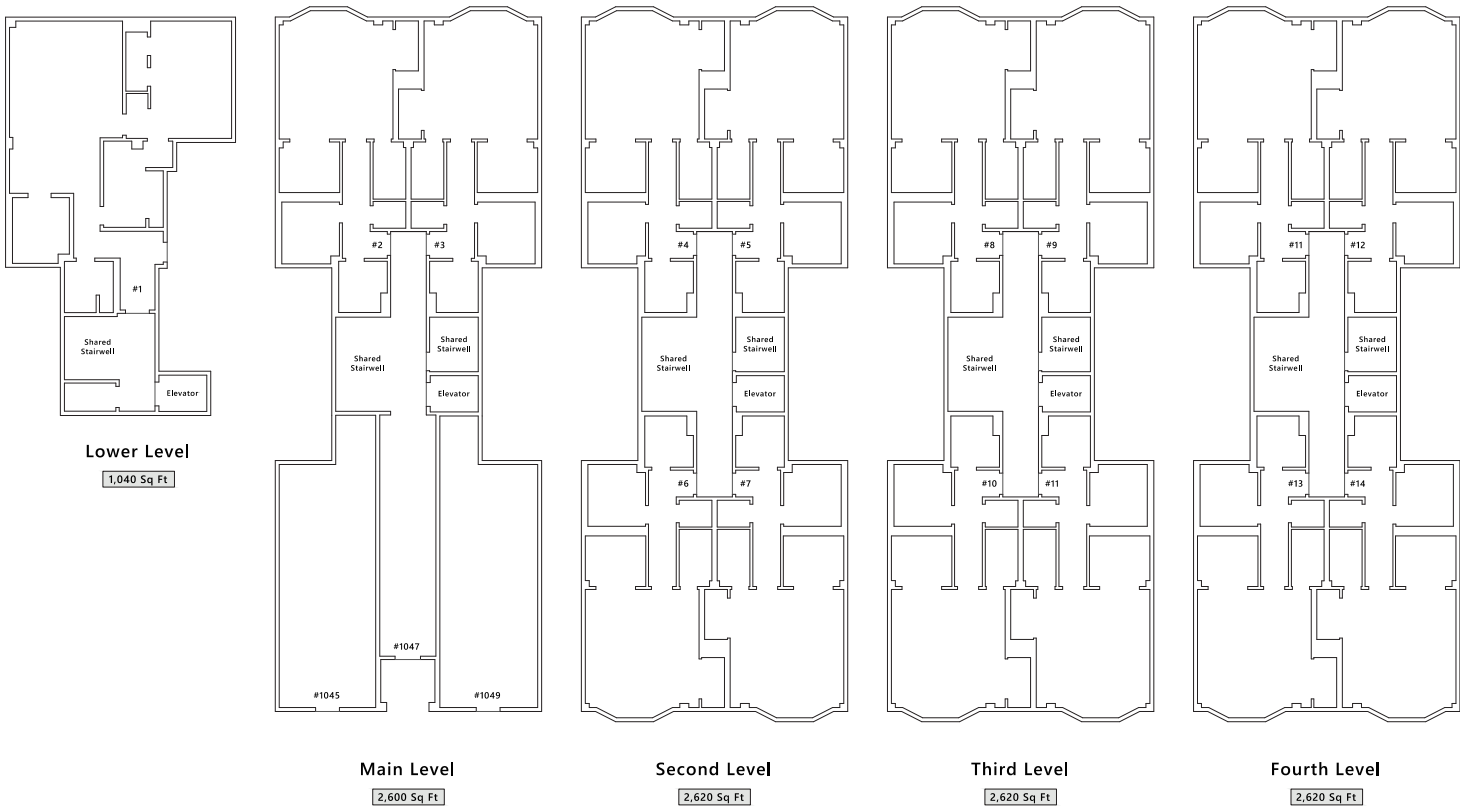 #1
Shared
Stairwell
Elevator
Lower Level
1,040 Sq Ft
#2
#3
Shared
Stairwell
Shared
Stairwell
Elevator
#1047
#1045
#1049
Main Level
2,600 Sq Ft
#4
#5
Shared
Stairwell
Shared
Stairwell
Elevator
#6
#7
Second Level
2,620 Sq Ft
#8
#9
Shared
Stairwell
Shared
Stairwell
Elevator
#10
#11
Third Level
2,620 Sq Ft
#11
#12
Shared
Stairwell
Shared
Stairwell
Elevator
#13
#14
Fourth Level
2,620 Sq Ft